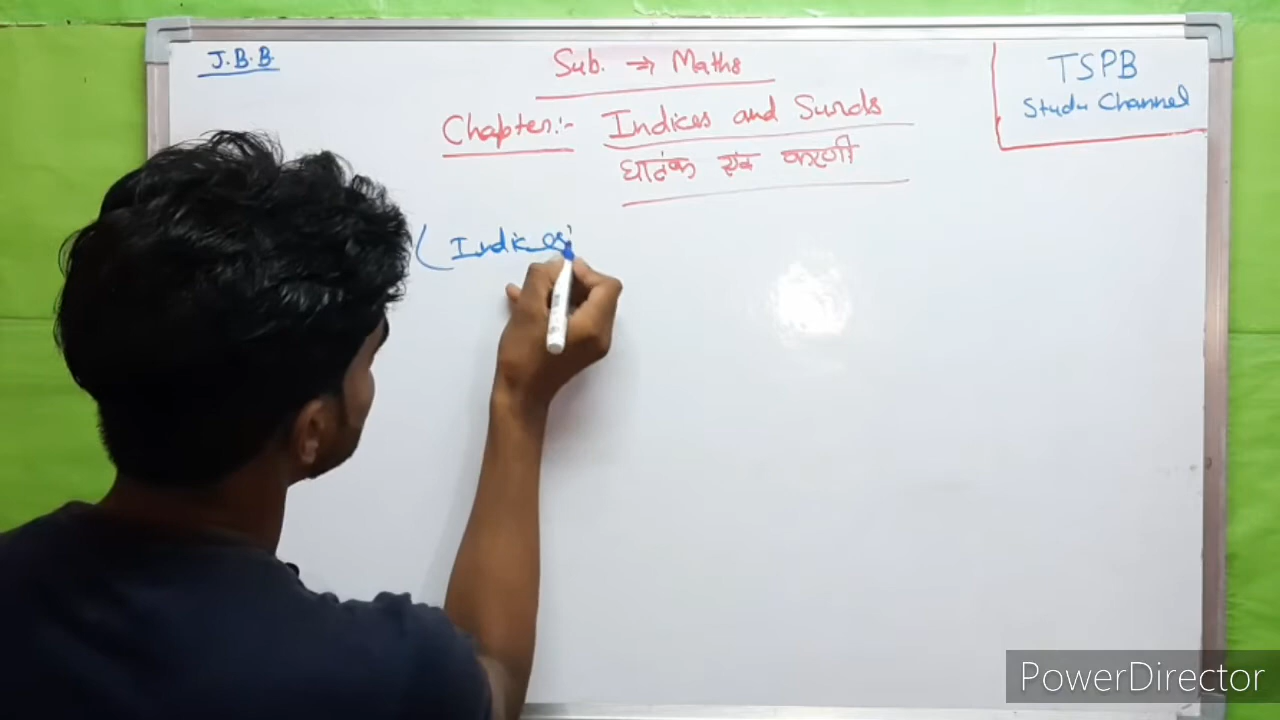 J.B.B.
Sub. ⇒ Maths
TSPB
Study Channel
Chapter:- Indices and Surds
घातंक एवं करणी
( Indices
PowerDirector